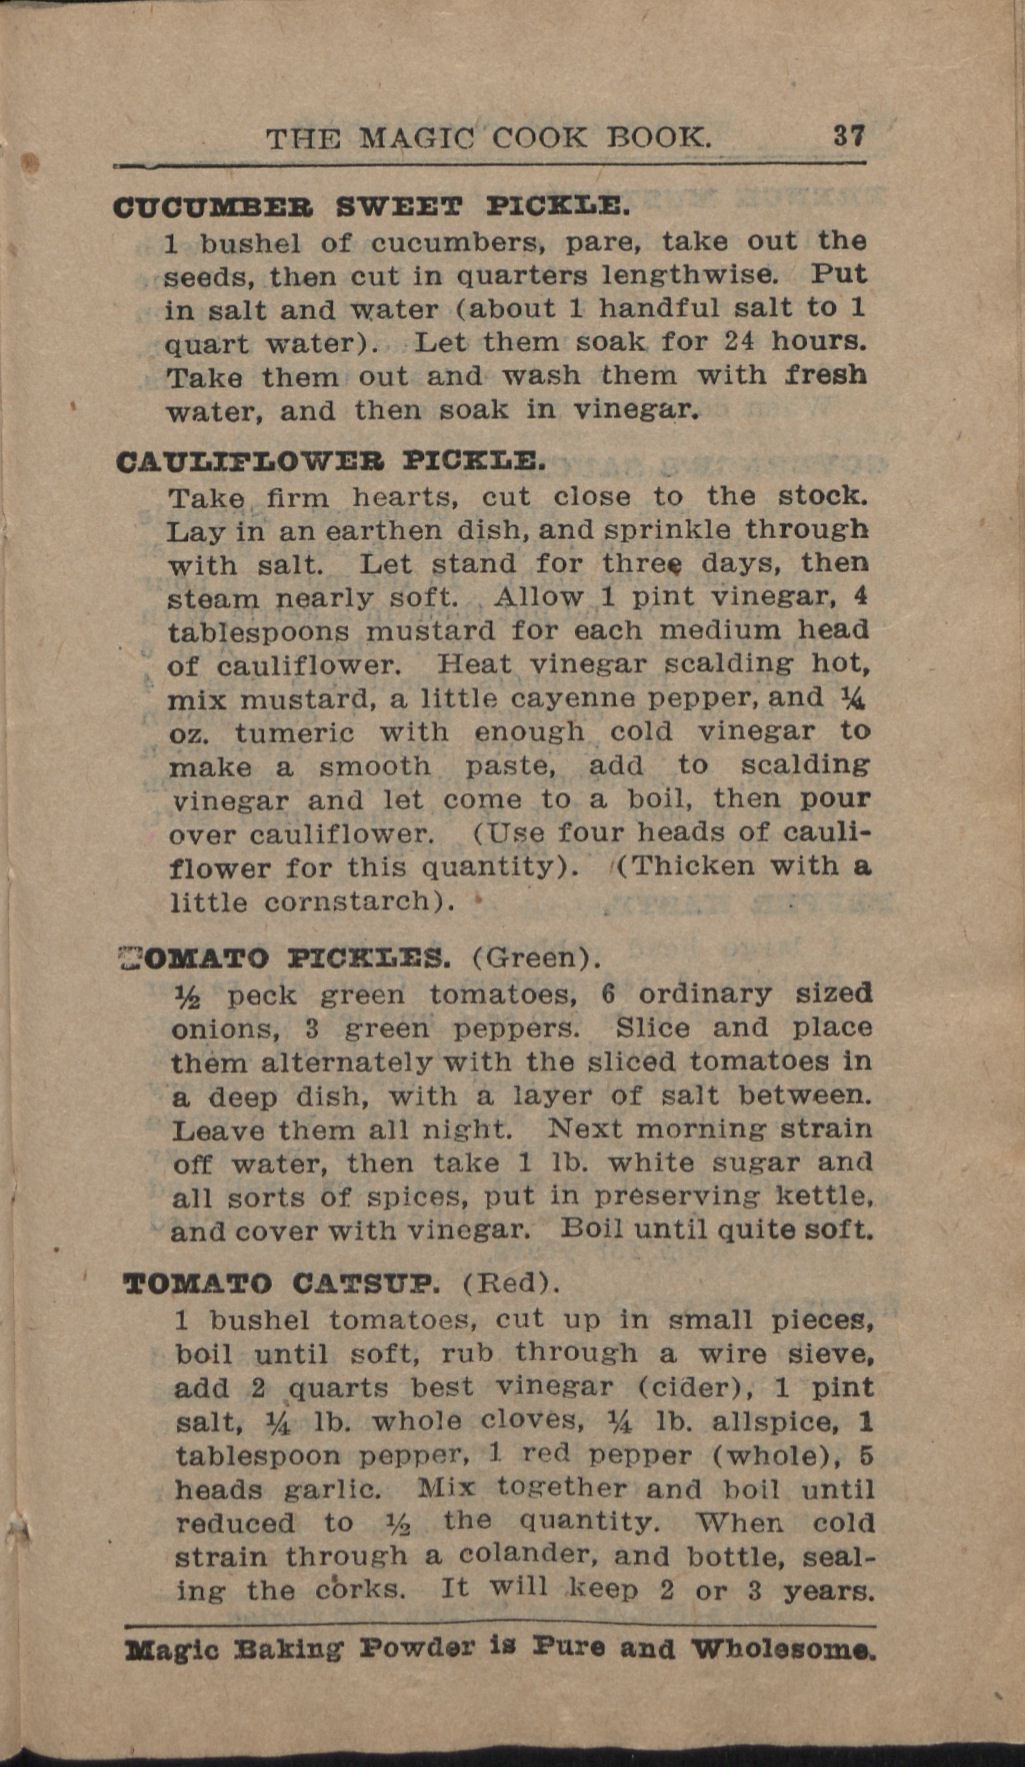 THE MAGIC COOK BOOK. 37
CUCUMBER SWEET PICKLE.
1 bushel of cucumbers, pare, take out the
seeds, then cut in quarters lengthwise. Put
in salt and water (about 1 handful salt to 1
quart water). Let them soak for 24 hours.
Take them out and wash them with fresh
water, and then soak in vinegar.
CAULIFLOWER PICKLE.
Take firm hearts, cut close to the stock.
Lay in an earthen dish, and sprinkle through
with salt. Let stand for three days, then
steam nearly soft. Allow 1 pint vinegar, 4
tablespoons mustard for each medium head
of cauliflower. Heat vinegar scalding hot,
mix mustard, a little cayenne pepper, and ¼
oz. tumeric with enough cold vinegar to
make a smooth paste, add to scalding
vinegar and let come to a boil, then pour
over cauliflower. (Use four heads of cauli-
flower for this quantity). (Thicken with a
little cornstarch).
TOMATO PICKLES. (Green).
½ peck green tomatoes, 6 ordinary sized
onions, 3 green peppers. Slice and place
them alternately with the sliced tomatoes in
a deep dish, with a layer of salt between.
Leave them all night. Next morning strain
off water, then take 1 lb. white sugar and
all sorts of spices, put in preserving kettle,
and cover with vinegar. Boil until quite soft.
TOMATO CATSUP. (Red).
1 bushel tomatoes, cut up in small pieces,
boil until soft, rub through a wire sieve,
add 2 quarts best vinegar (cider), 1 pint
salt, ¼ lb. whole cloves, ¼ lb. allspice, 1
tablespoon pepper, 1 red pepper (whole), 5
heads garlic. Mix together and boil until
reduced to ½ the quantity. When cold
strain through a colander, and bottle, seal-
ing the corks. It will keep 2 or 3 years.
Magic Baking Powder is Pure and Wholesome.